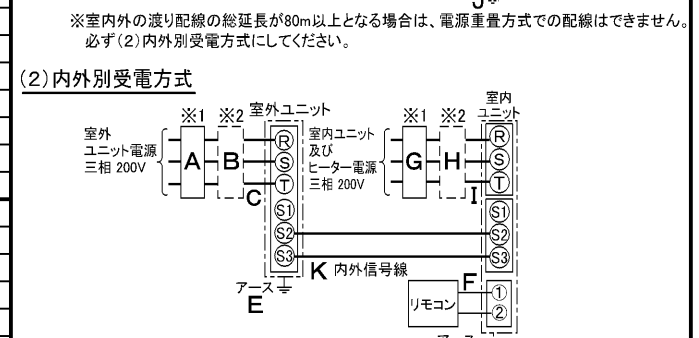 ※室内外の渡り配線の総延長が80m以上となる場合は、電源重畳方式での配線はできません。
必ず(2)内外別受電方式にしてください。
(2)内外別受電方式
※1 ※2 室外ユニット
室外
ユニット電源
三相 200V
A
B
C
R
S
T
S1
S2
S3
アース
E
K 内外信号線
室内ユニット
及び
ヒーター電源
三相 200V
※1 ※2
G
H
I
室内
ユニット
R
S
T
S1
S2
S3
リモコン
F
1
2